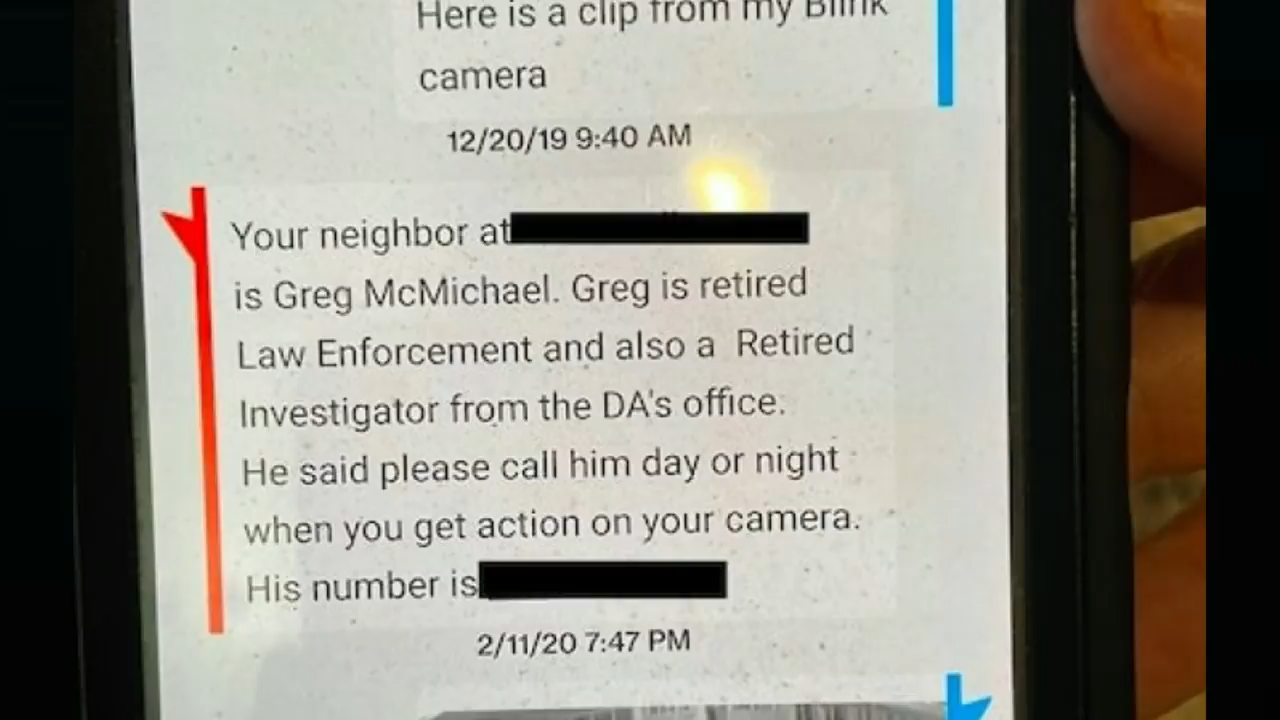 Here is a clip from my Blink
camera
12/20/19 9:40 AM
Your neighbor at
is Greg McMichael. Greg is retired
Law Enforcement and also a Retired
Investigator from the DA's office.
He said please call him day or night
when you get action on your camera.
His number is
2/11/20 7:47 PM